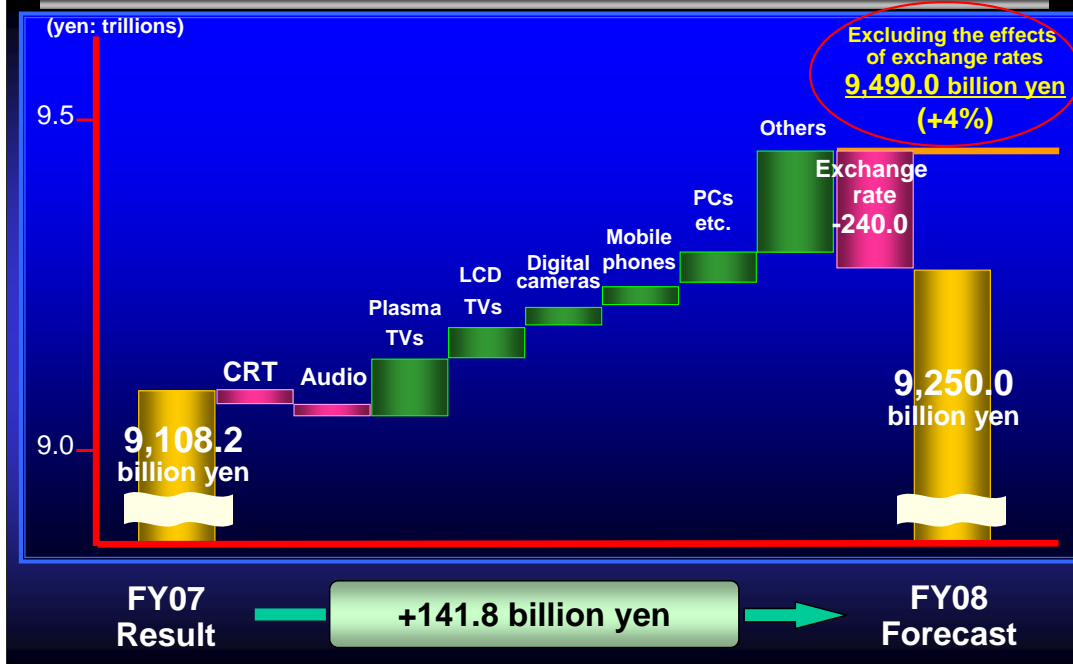 (yen: trillions)
Excluding the effects
of exchange rates
9,490.0 billion yen
(+4%)
9.5
9.0
9,108.2
billion yen
CRT
Audio
Plasma
TVs
LCD
TVs
Digital
cameras
Mobile
phones
PCs
etc.
Others
Exchange
rate
-240.0
9,250.0
billion yen
FY07
Result
+141.8 billion yen
FY08
Forecast